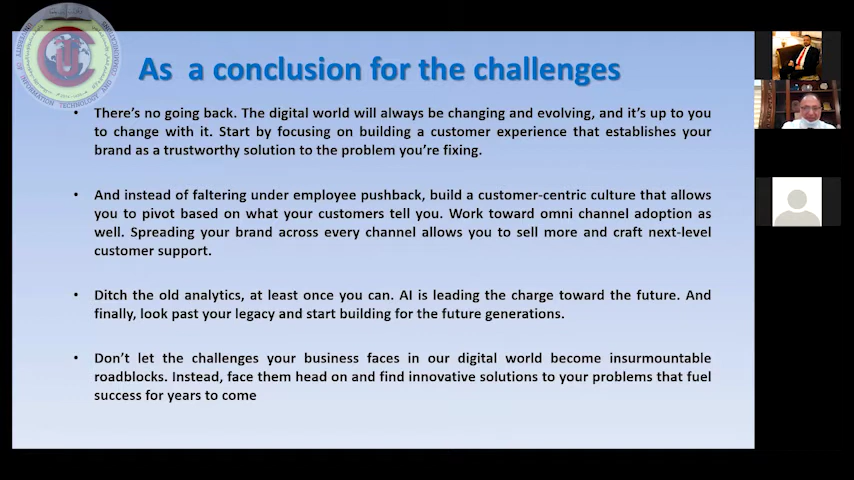 As a conclusion for the challenges
• There's no going back. The digital world will always be changing and evolving, and it's up to you
to change with it. Start by focusing on building a customer experience that establishes your
brand as a trustworthy solution to the problem you're fixing.
• And instead of faltering under employee pushback, build a customer-centric culture that allows
you to pivot based on what your customers tell you. Work toward omni channel adoption as
well. Spreading your brand across every channel allows you to sell more and craft next-level
customer support.
• Ditch the old analytics, at least once you can. AI is leading the charge toward the future. And
finally, look past your legacy and start building for the future generations.
• Don't let the challenges your business faces in our digital world become insurmountable
roadblocks. Instead, face them head on and find innovative solutions to your problems that fuel
success for years to come
UNIVERSITY OF INFORMATION TECHNOLOGY AND COMMUNICATIONS